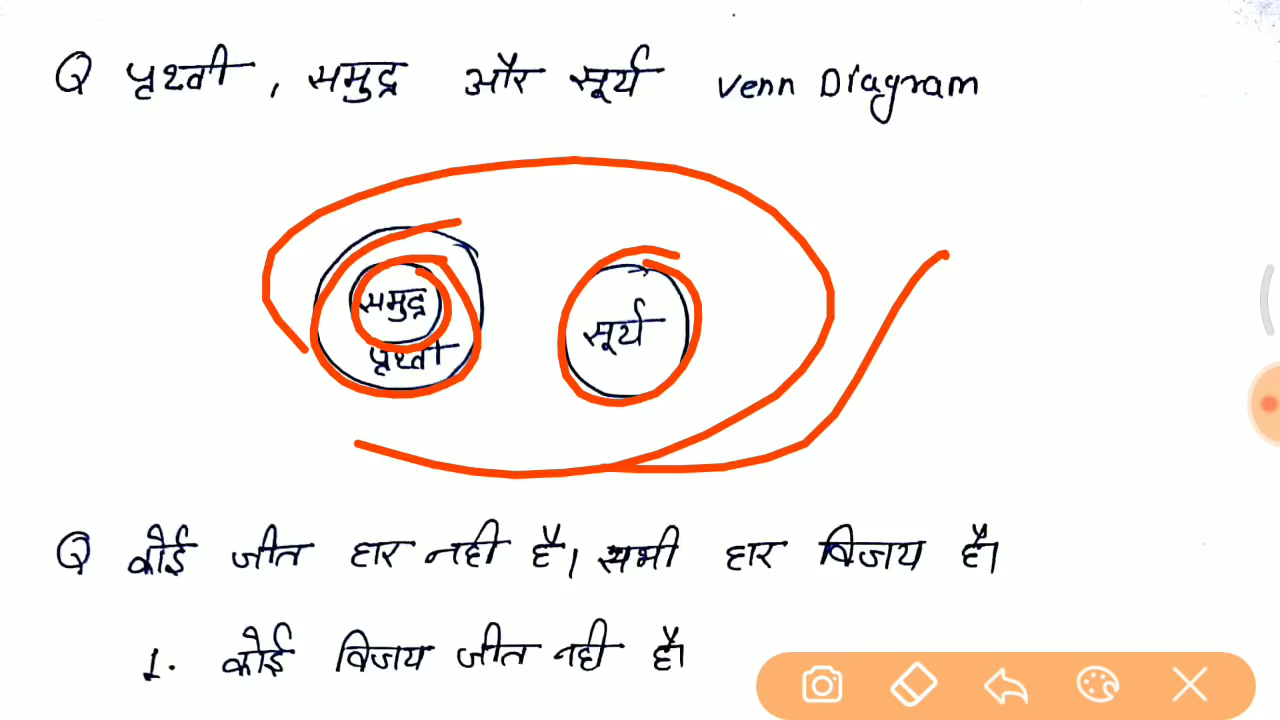 Q पृथ्वी, समुद्र और सूर्य Venn Diagram
समुद्र
पृथ्वी
सूर्य
Q कोई जीत हार नही है। सभी हार विजय है।
1. कोई विजय जीत नही है।